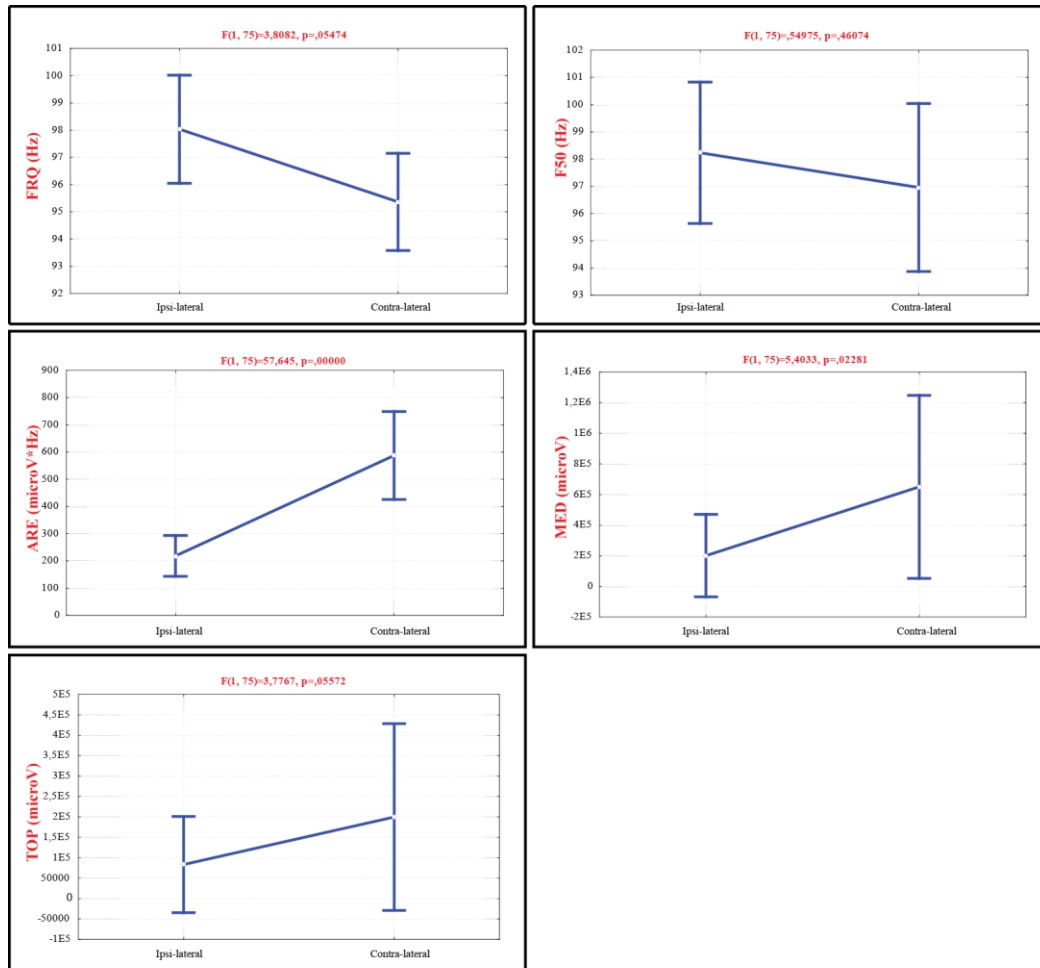 F(1, 75)=3,8082, p=,05474
FRQ (Hz)
101
100
99
98
97
96
95
94
93
92
Ipsi-lateral Contra-lateral
F(1, 75)=,54975, p=,46074
F50 (Hz)
102
101
100
99
98
97
96
95
94
93
Ipsi-lateral Contra-lateral
F(1, 75)=57,645, p=,00000
ARE (microV*Hz)
900
800
700
600
500
400
300
200
100
0
Ipsi-lateral Contra-lateral
F(1, 75)=5,4033, p=,02281
MED (microV)
1,4E6
1,2E6
1E6
8E5
6E5
4E5
2E5
0
-2E5
Ipsi-lateral Contra-lateral
F(1, 75)=3,7767, p=,05572
TOP (microV)
5E5
4,5E5
4E5
3,5E5
3E5
2,5E5
2E5
1,5E5
1E5
50000
0
-50000
-1E5
Ipsi-lateral Contra-lateral